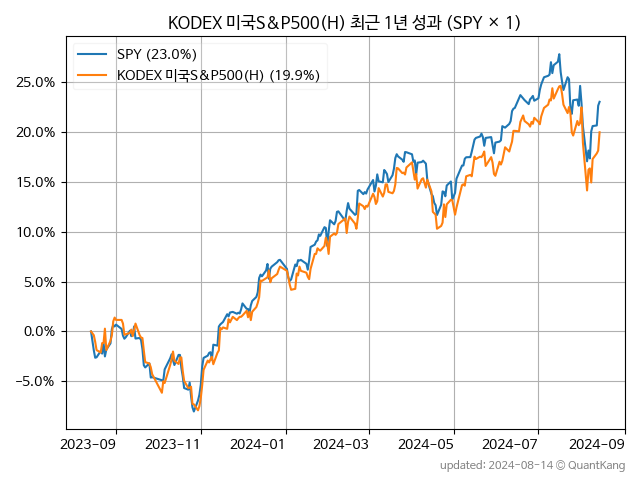 KODEX 미국S&P500(H) 최근 1년 성과 (SPY × 1)
SPY (23.0%)
KODEX 미국S&P500(H) (19.9%)
25.0%
20.0%
15.0%
10.0%
5.0%
0.0%
−5.0%
2023−09 2023−11 2024−01 2024−03 2024−05 2024−07 2024−09
updated: 2024-08-14 @ QuantKang